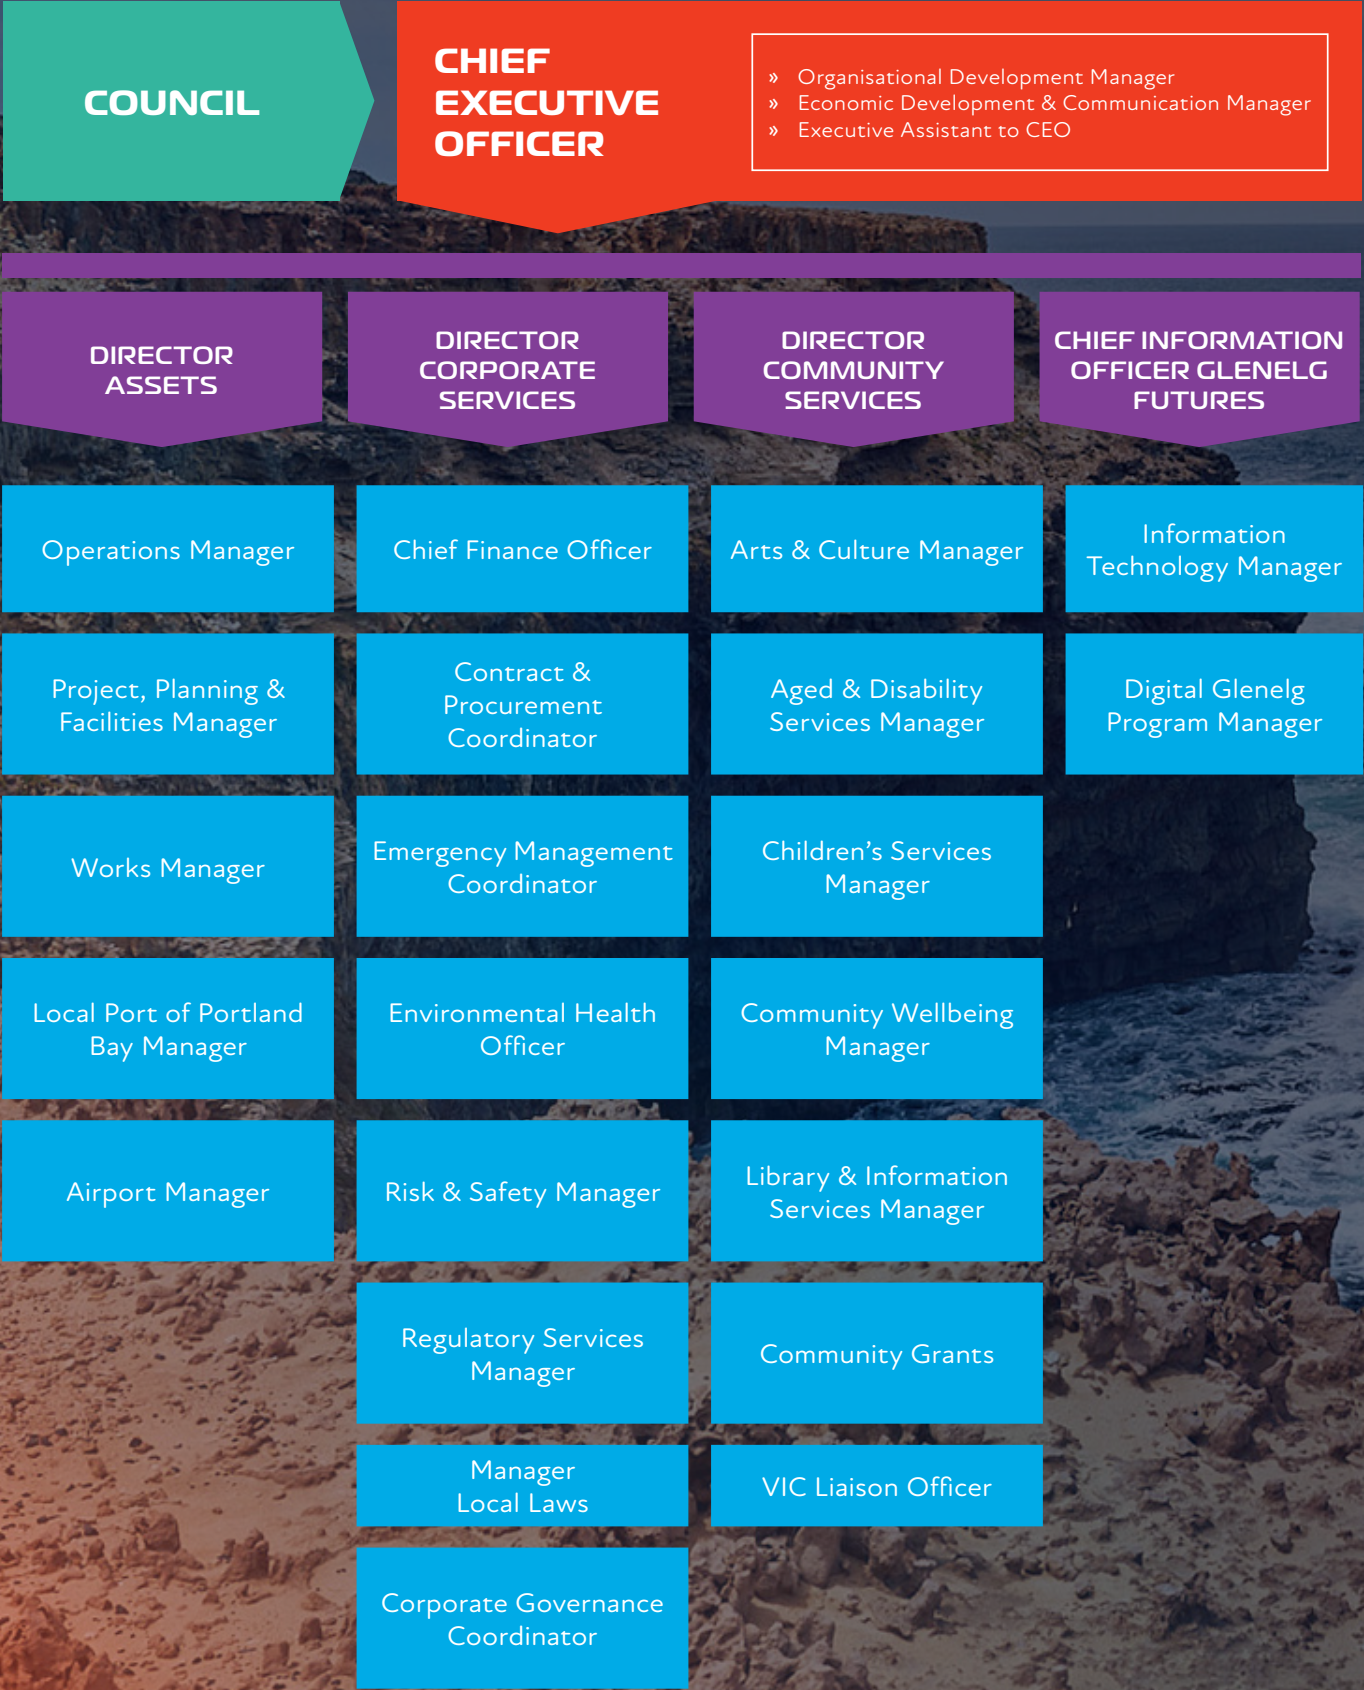 COUNCIL
CHIEF
EXECUTIVE
OFFICER
» Organisational Development Manager
» Economic Development & Communication Manager
» Executive Assistant to CEO
DIRECTOR
ASSETS
DIRECTOR
CORPORATE
SERVICES
DIRECTOR
COMMUNITY
SERVICES
CHIEF INFORMATION
OFFICER GLENELG
FUTURES
Operations Manager
Project, Planning &
Facilities Manager
Works Manager
Local Port of Portland
Bay Manager
Airport Manager
Chief Finance Officer
Contract &
Procurement
Coordinator
Emergency Management
Coordinator
Environmental Health
Officer
Risk & Safety Manager
Regulatory Services
Manager
Manager
Local Laws
Corporate Governance
Coordinator
Arts & Culture Manager
Aged & Disability
Services Manager
Children’s Services
Manager
Community Wellbeing
Manager
Library & Information
Services Manager
Community Grants
VIC Liaison Officer
Information
Technology Manager
Digital Glenelg
Program Manager